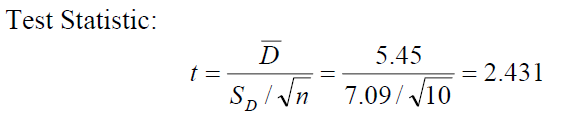 Test Statistic:
t = D̅ / (S_D / √n) = 5.45 / (7.09 / √10) = 2.431